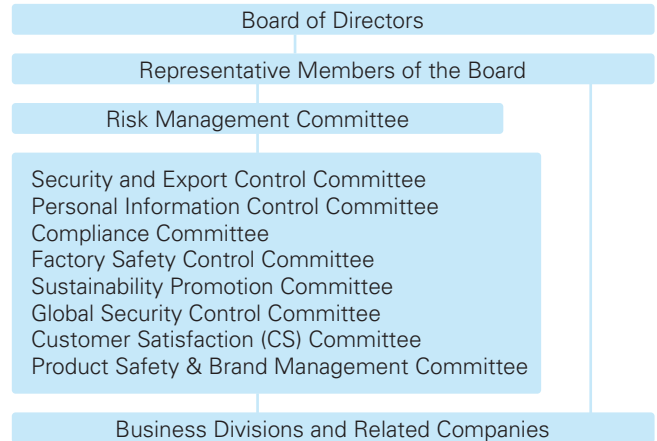 Board of Directors
Representative Members of the Board
Risk Management Committee
Security and Export Control Committee
Personal Information Control Committee
Compliance Committee
Factory Safety Control Committee
Sustainability Promotion Committee
Global Security Control Committee
Customer Satisfaction (CS) Committee
Product Safety & Brand Management Committee
Business Divisions and Related Companies